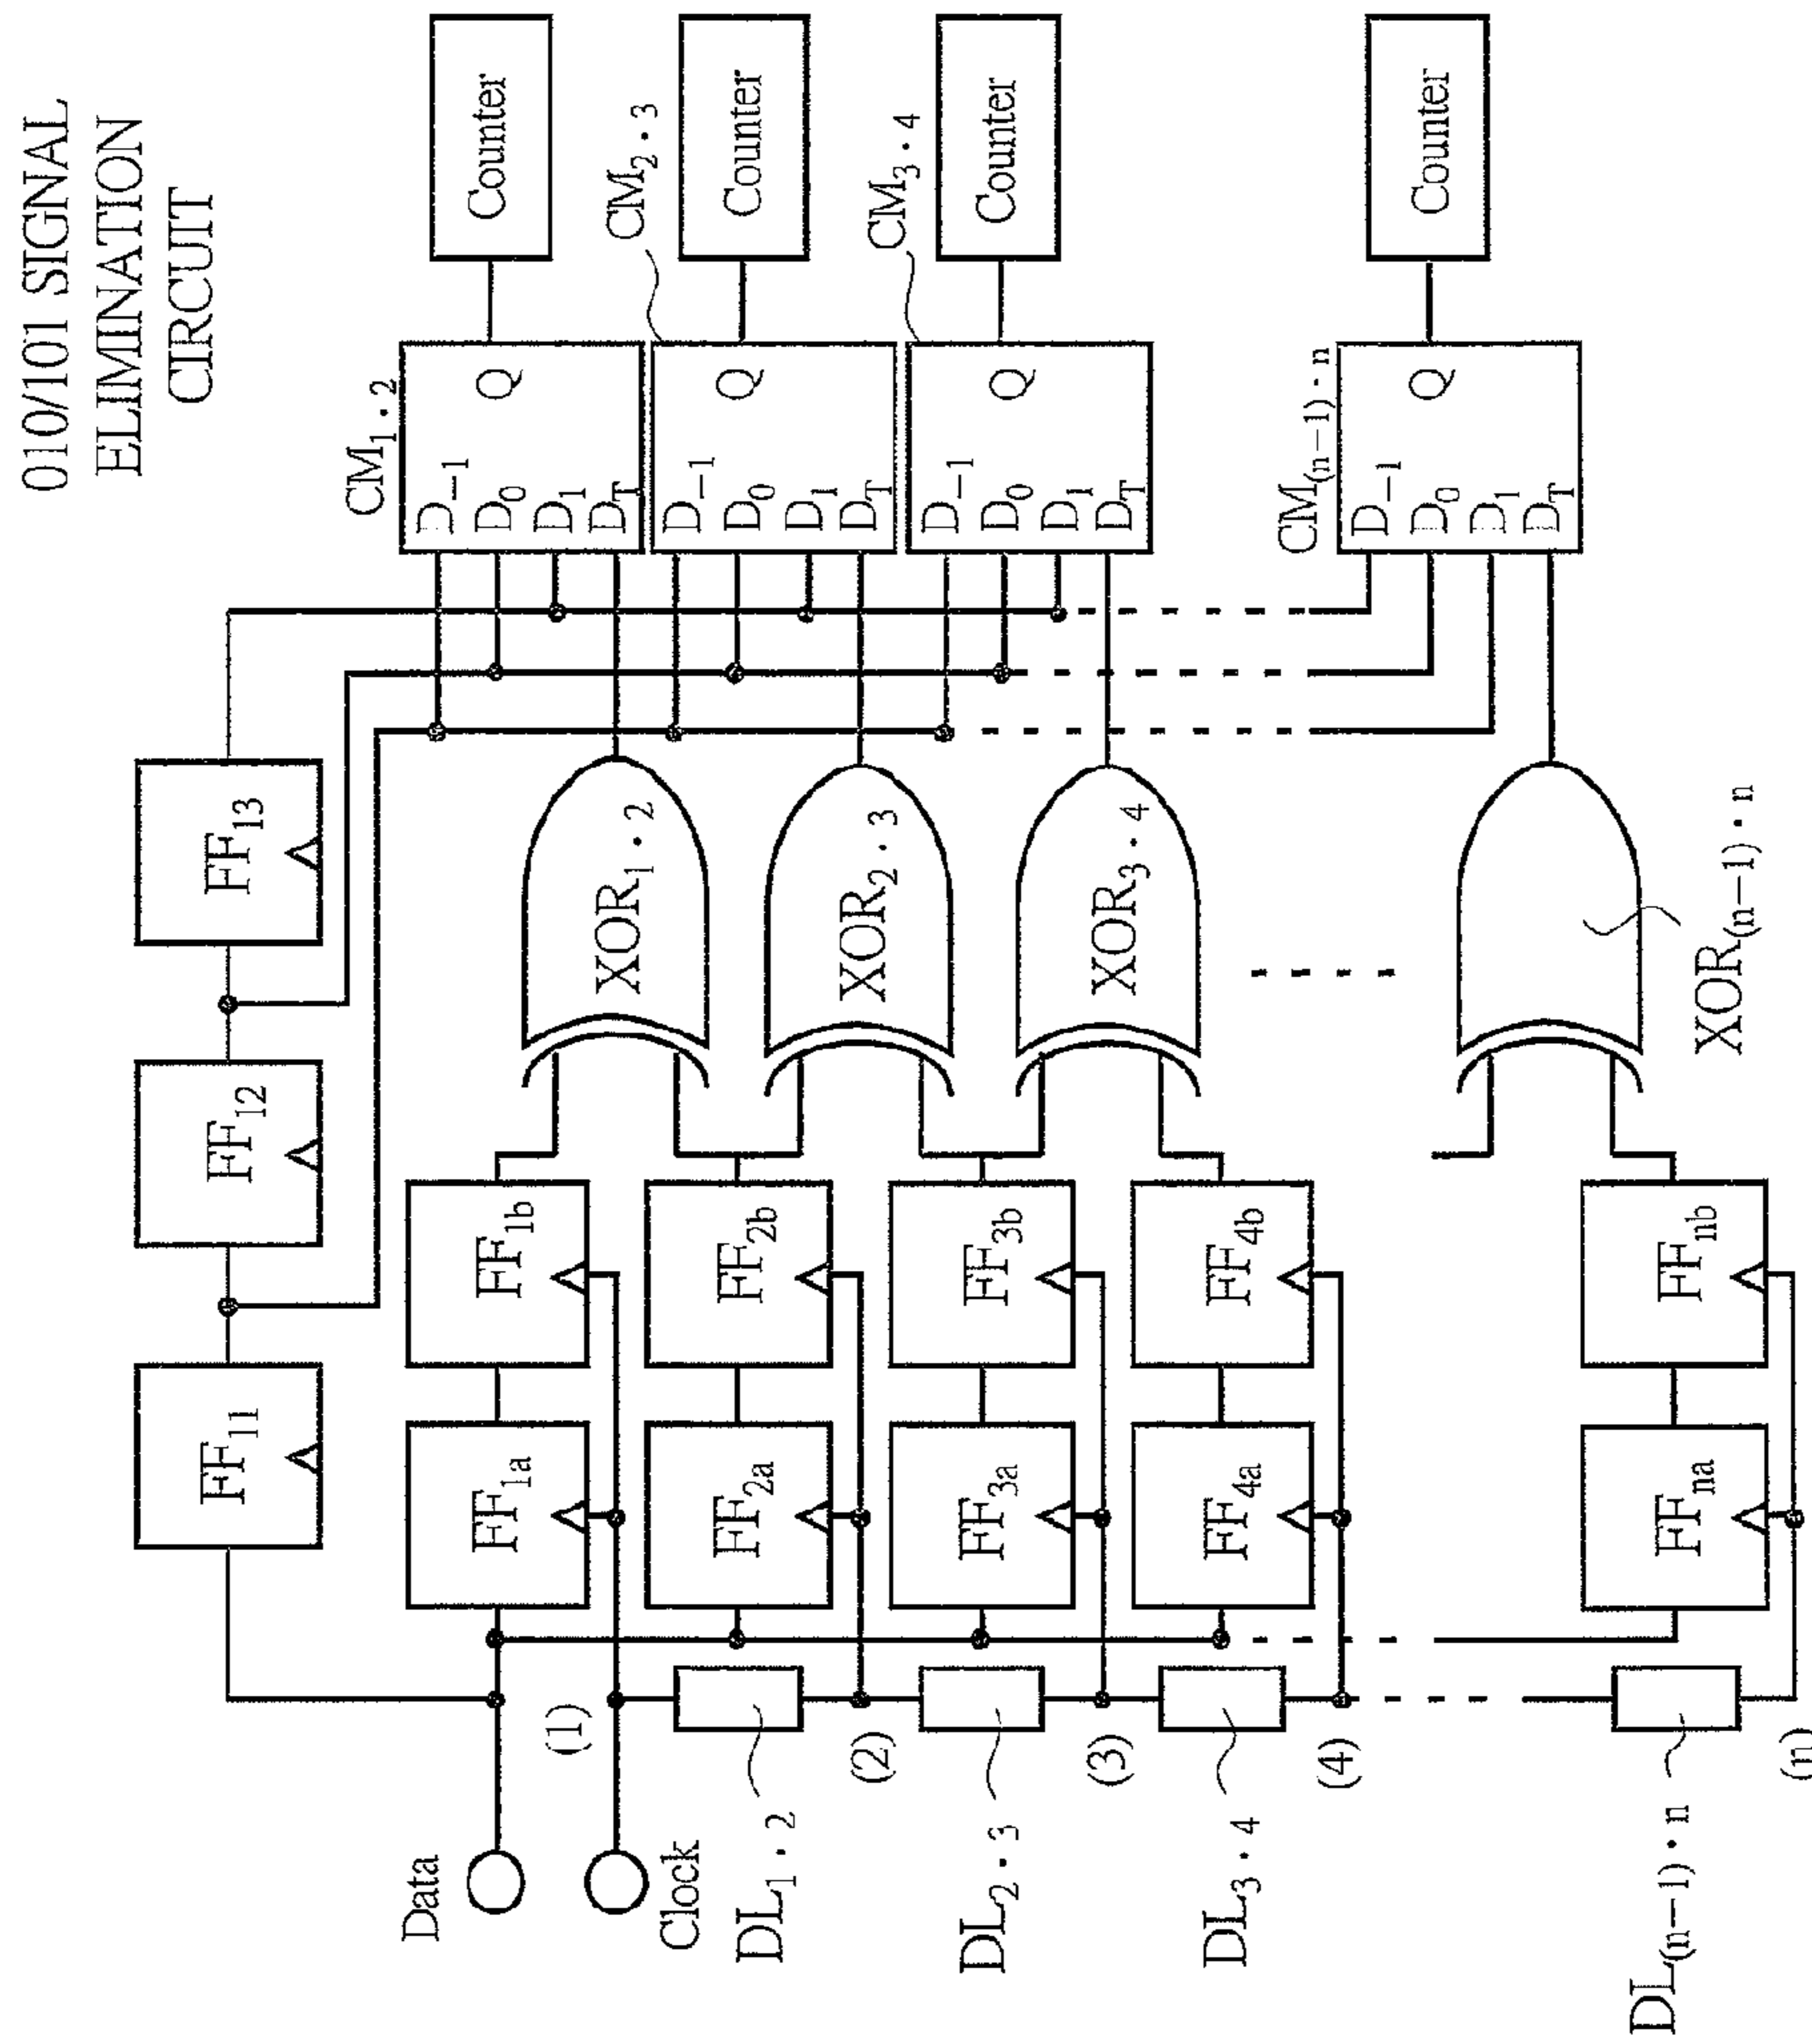 010/101 SIGNAL
ELIMINATION
CIRCUIT
FF11
FF12
FF13
Data
Clock
(1)
FF1a
FF1b
XOR1・2
CM1・2
D−1
D0
D1
DT
Q
Counter
DL1・2
(2)
FF2a
FF2b
XOR2・3
CM2・3
D−1
D0
D1
DT
Q
Counter
DL2・3
(3)
FF3a
FF3b
XOR3・4
CM3・4
D−1
D0
D1
DT
Q
Counter
DL3・4
(4)
FF4a
FF4b
XOR(n−1)・n
CM(n−1)・n
D−1
D0
D1
DT
Q
Counter
DL(n−1)・n
(n)
FFna
FFnb